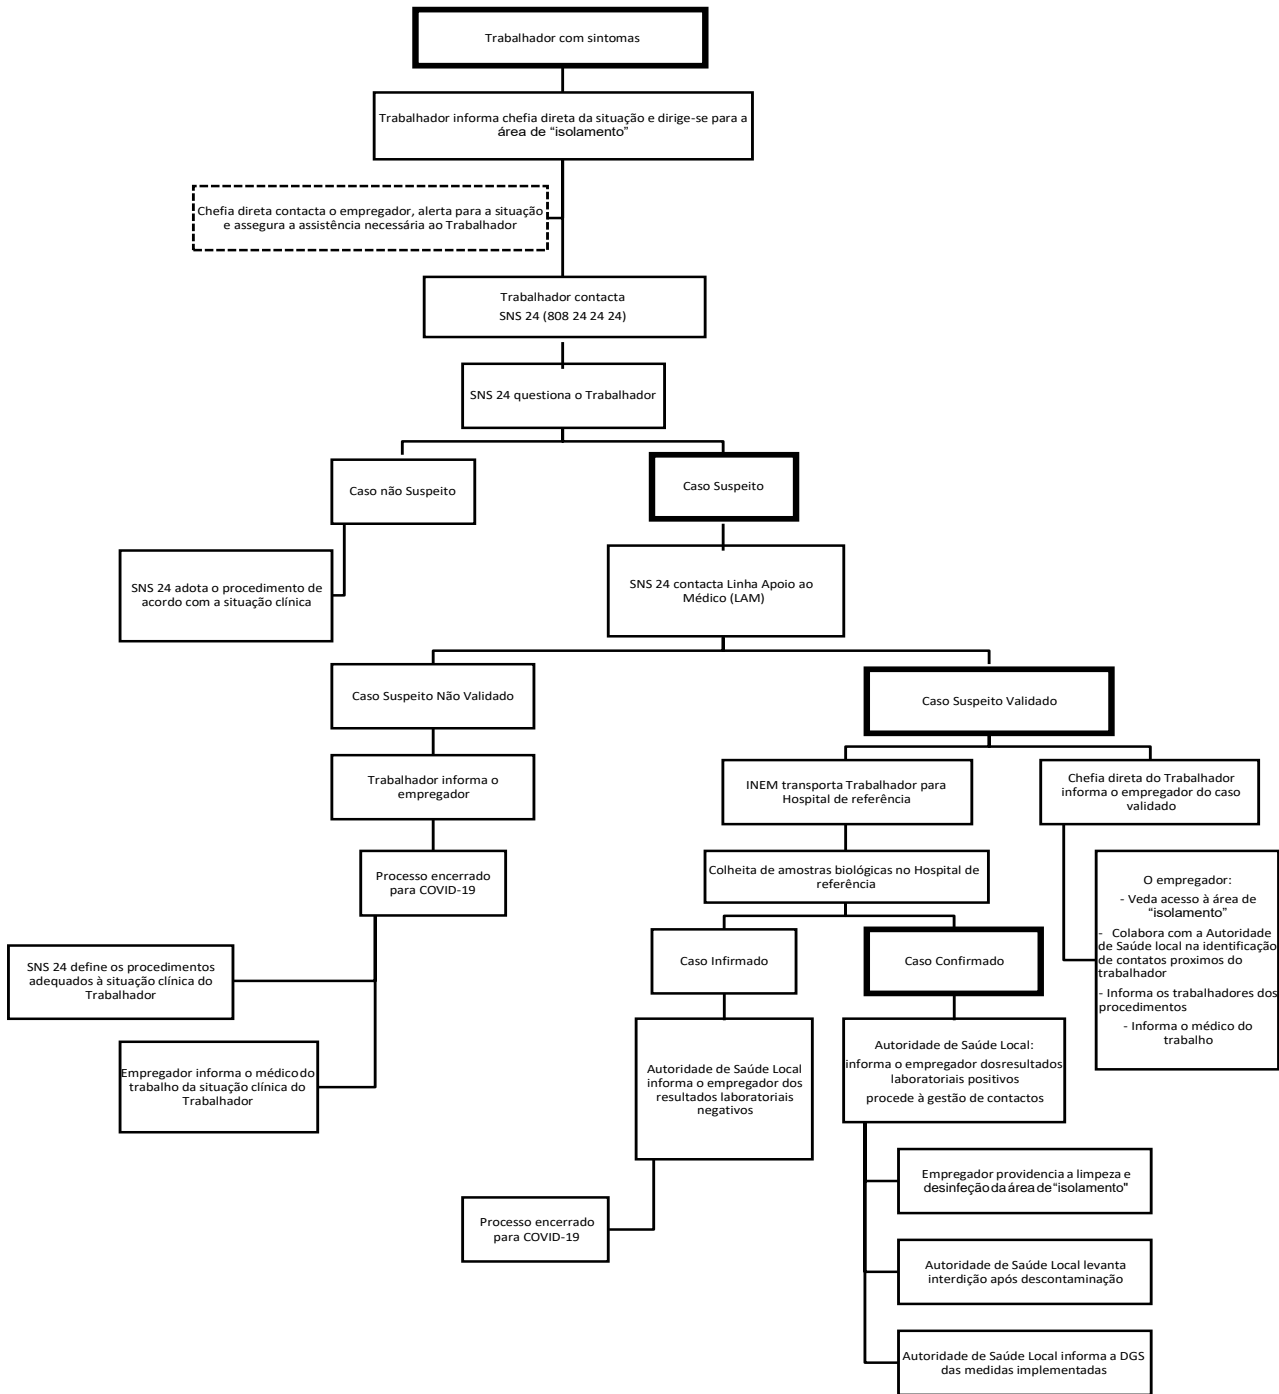 Trabalhador com sintomas
Trabalhador informa chefia direta da situação e dirige-se para a
área de “isolamento”
Chefia direta contacta o empregador, alerta para a situação
e assegura a assistência necessária ao Trabalhador
Trabalhador contacta
SNS 24 (808 24 24 24)
SNS 24 questiona o Trabalhador
Caso não Suspeito
Caso Suspeito
SNS 24 adota o procedimento de
acordo com a situação clínica
SNS 24 contacta Linha Apoio ao
Médico (LAM)
Caso Suspeito Não Validado
Caso Suspeito Validado
Trabalhador informa o
empregador
INEM transporta Trabalhador para
Hospital de referência
Chefia direta do Trabalhador
informa o empregador do caso
validado
Processo encerrado
para COVID-19
Colheita de amostras biológicas no Hospital de
referência
O empregador:
- Veda acesso à área de
“isolamento”
- Colabora com a Autoridade
de Saúde local na identificação
de contatos proximos do
trabalhador
- Informa os trabalhadores dos
procedimentos
- Informa o médico do
trabalho
SNS 24 define os procedimentos
adequados à situação clínica do
Trabalhador
Caso Infirmado
Caso Confirmado
Empregador informa o médico do
trabalho da situação clínica do
Trabalhador
Autoridade de Saúde Local
informa o empregador dos
resultados laboratoriais
negativos
Autoridade de Saúde Local:
informa o empregador dosresultados
laboratoriais positivos
procede à gestão de contactos
Empregador providencia a limpeza e
desinfeção da área de “isolamento”
Processo encerrado
para COVID-19
Autoridade de Saúde Local levanta
interdição após descontaminação
Autoridade de Saúde Local informa a DGS
das medidas implementadas